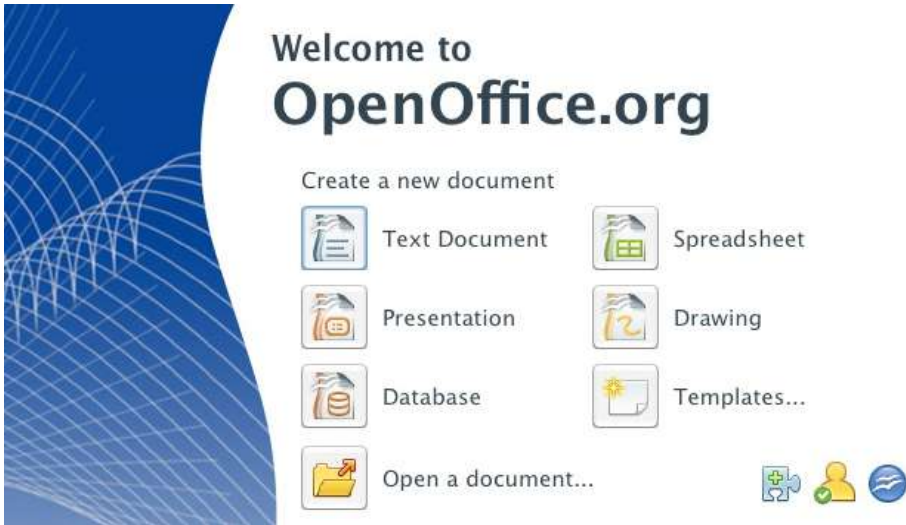 Welcome to
OpenOffice.org
Create a new document
Text Document
Spreadsheet
Presentation
Drawing
Database
Templates...
Open a document...